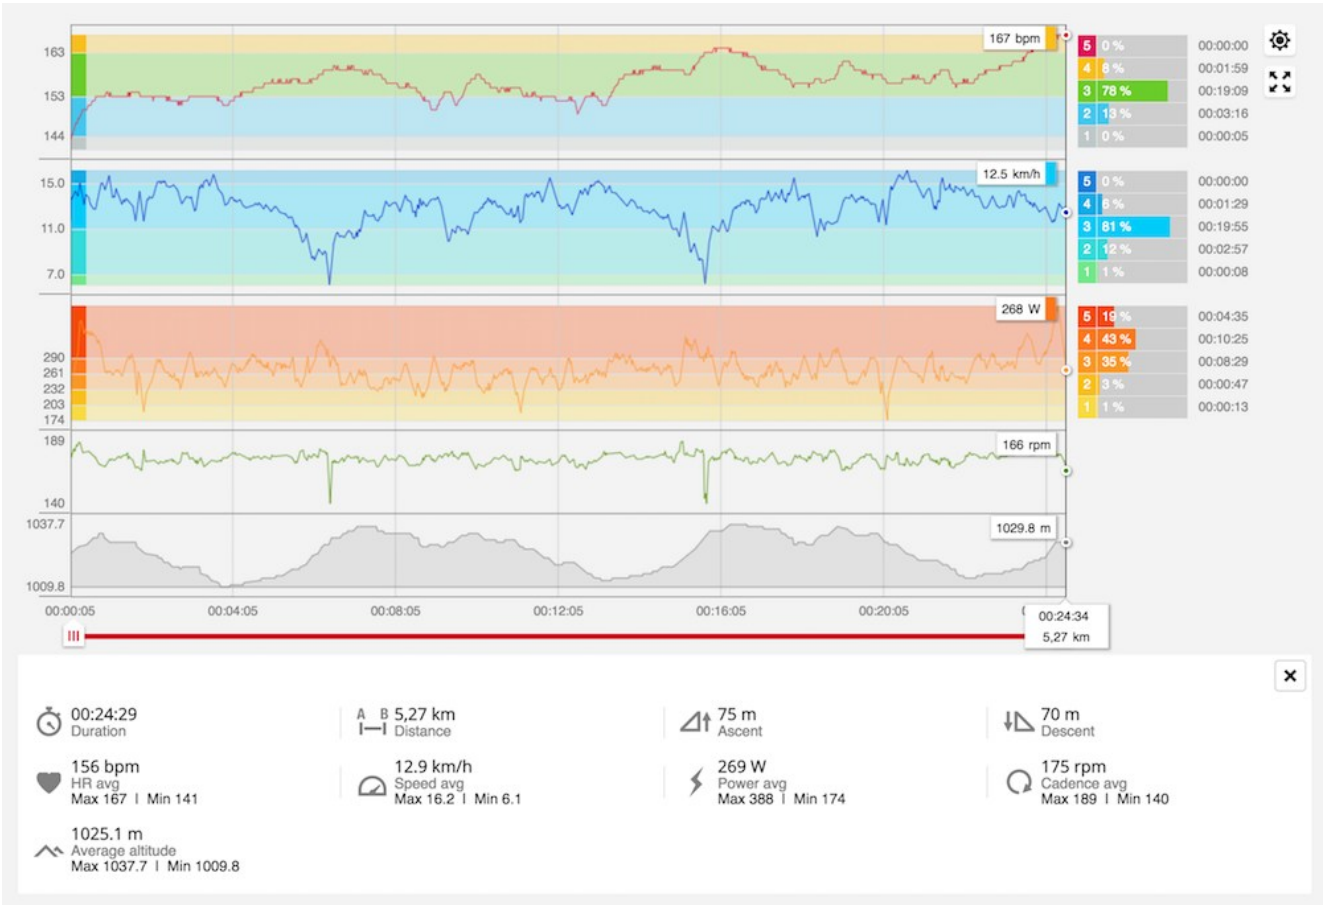 167 bpm
163
153
144
5 0 % 00:00:00
4 8 % 00:01:59
3 78 % 00:19:09
2 13 % 00:03:16
1 0 % 00:00:05
12.5 km/h
15.0
11.0
7.0
5 0 % 00:00:00
4 6 % 00:01:29
3 81 % 00:19:55
2 12 % 00:02:57
1 1 % 00:00:08
268 W
290
261
232
203
174
5 19 % 00:04:35
4 43 % 00:10:25
3 35 % 00:08:29
2 3 % 00:00:47
1 1 % 00:00:13
189
166 rpm
140
1037.7
1029.8 m
1009.8
00:00:05 00:04:05 00:08:05 00:12:05 00:16:05 00:20:05
00:24:34
5,27 km
00:24:29
Duration
A B 5,27 km
Distance
75 m
Ascent
70 m
Descent
156 bpm
HR avg
Max 167 | Min 141
12.9 km/h
Speed avg
Max 16.2 | Min 6.1
269 W
Power avg
Max 388 | Min 174
175 rpm
Cadence avg
Max 189 | Min 140
1025.1 m
Average altitude
Max 1037.7 | Min 1009.8